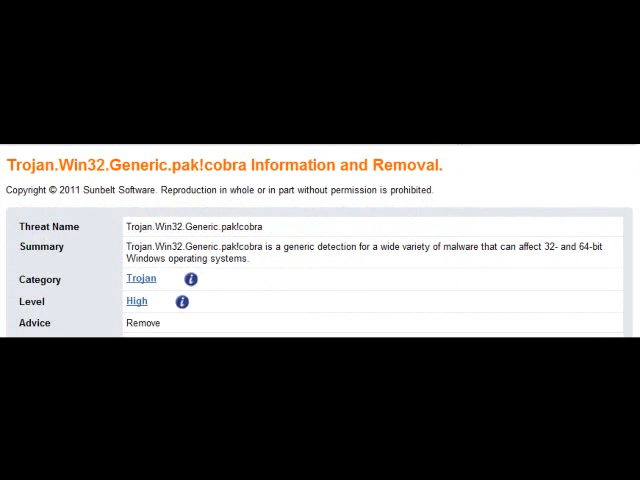 Trojan.Win32.Generic.pak!cobra Information and Removal.
Copyright © 2011 Sunbelt Software. Reproduction in whole or in part without permission is prohibited.
Threat Name Trojan.Win32.Generic.pak!cobra
Summary Trojan.Win32.Generic.pak!cobra is a generic detection for a wide variety of malware that can affect 32- and 64-bit
Windows operating systems.
Category Trojan i
Level High i
Advice Remove